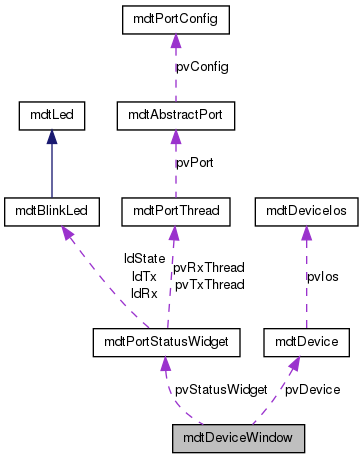 mdtPortConfig
pvConfig
mdtLed
mdtAbstractPort
pvPort
mdtBlinkLed
mdtPortThread
mdtDeviceIos
ldState
ldTx
ldRx
pvRxThread
pvTxThread
pvIos
mdtPortStatusWidget
mdtDevice
pvStatusWidget
pvDevice
mdtDeviceWindow